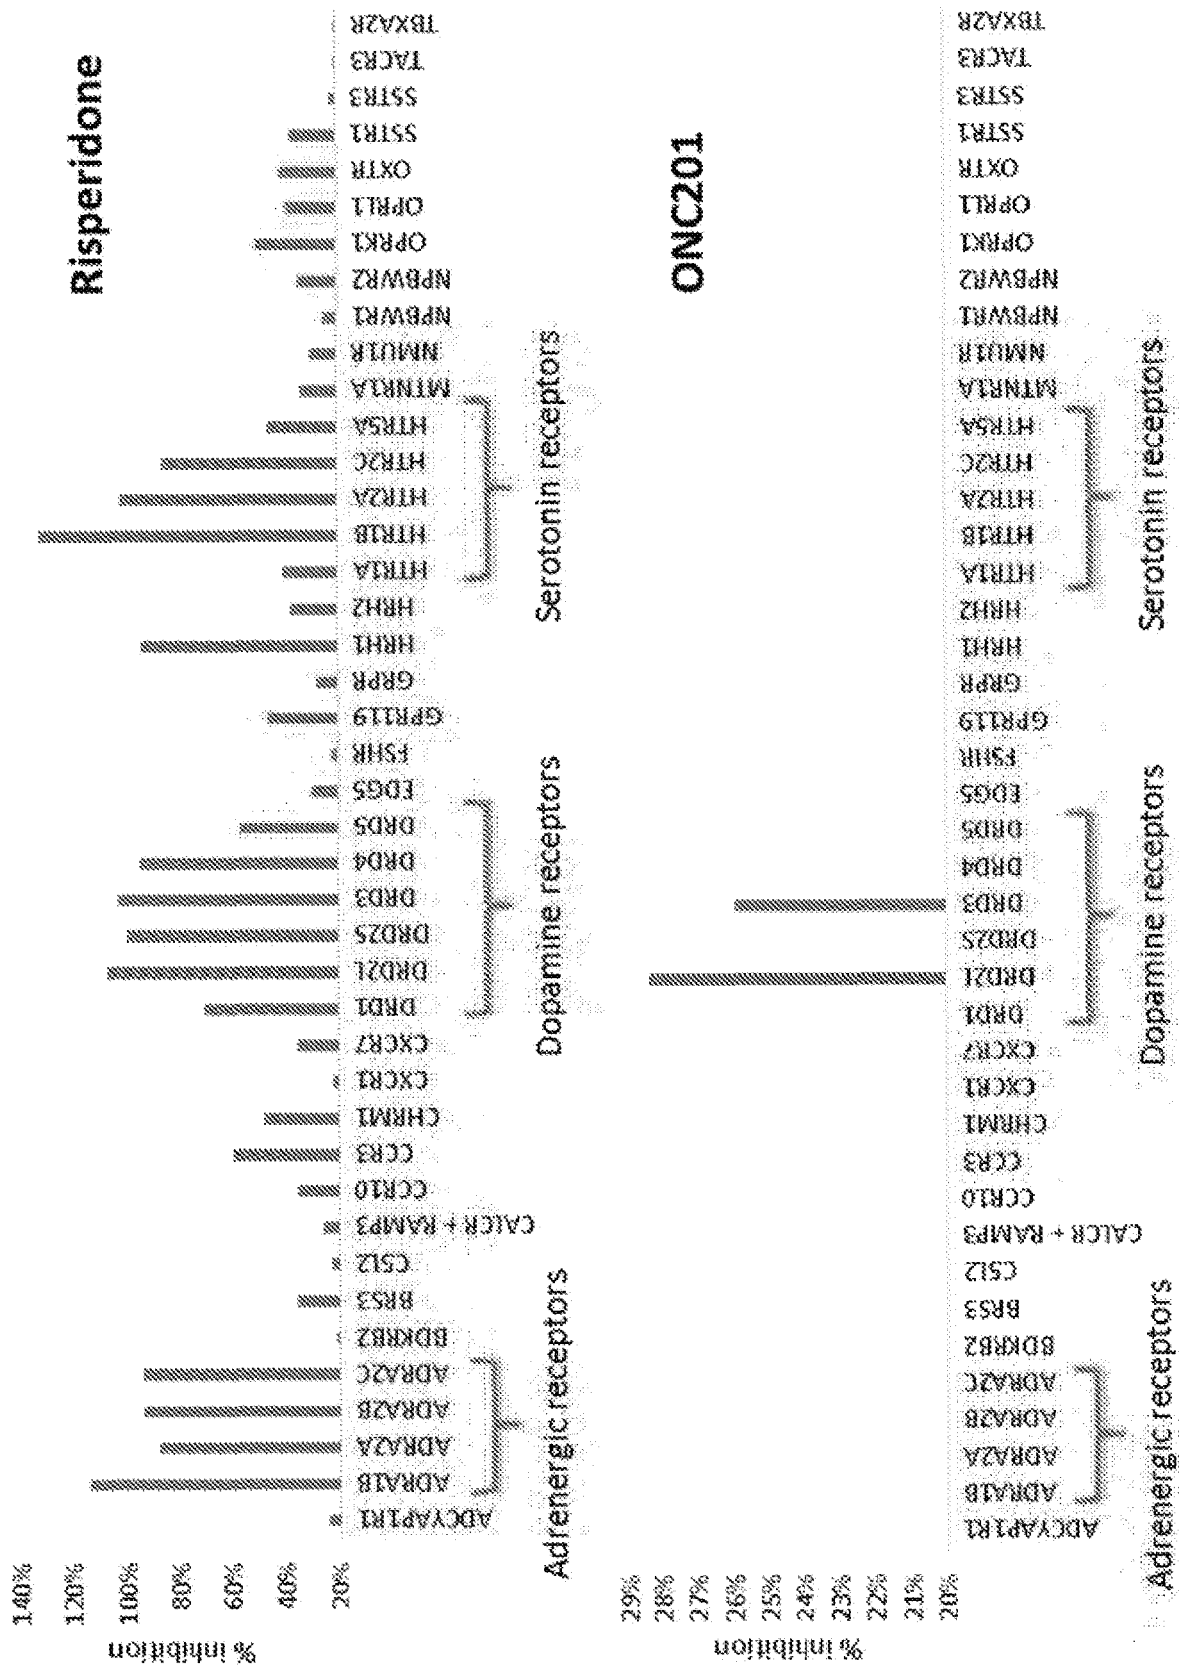 Risperidone
% inhibition
140%
120%
100%
80%
60%
40%
20%
ADCYAP1R1
ADRA1B
ADRA2A
ADRA2B
ADRA2C
BDKRB2
BRS3
C5L2
CALCR + RAMP3
CCR10
CCR3
CHRM1
CXCR1
CXCR7
DRD1
DRD2L
DRD2S
DRD3
DRD4
DRD5
EDG5
FSHR
GPR119
GRPR
HRH1
HRH2
HTR1A
HTR1B
HTR2A
HTR2C
HTR5A
MTNR1A
NMU1R
NPBWR1
NPBWR2
OPRK1
OPRL1
OXTR
SSTR1
SSTR3
TACR3
TBXA2R
Adrenergic receptors
Dopamine receptors
Serotonin receptors
ONC201
% inhibition
29%
28%
27%
26%
25%
24%
23%
22%
21%
20%
ADCYAP1R1
ADRA1B
ADRA2A
ADRA2B
ADRA2C
BDKRB2
BRS3
C5L2
CALCR + RAMP3
CCR10
CCR3
CHRM1
CXCR1
CXCR7
DRD1
DRD2L
DRD2S
DRD3
DRD4
DRD5
EDG5
FSHR
GPR119
GRPR
HRH1
HRH2
HTR1A
HTR1B
HTR2A
HTR2C
HTR5A
MTNR1A
NMU1R
NPBWR1
NPBWR2
OPRK1
OPRL1
OXTR
SSTR1
SSTR3
TACR3
TBXA2R
Adrenergic receptors
Dopamine receptors
Serotonin receptors